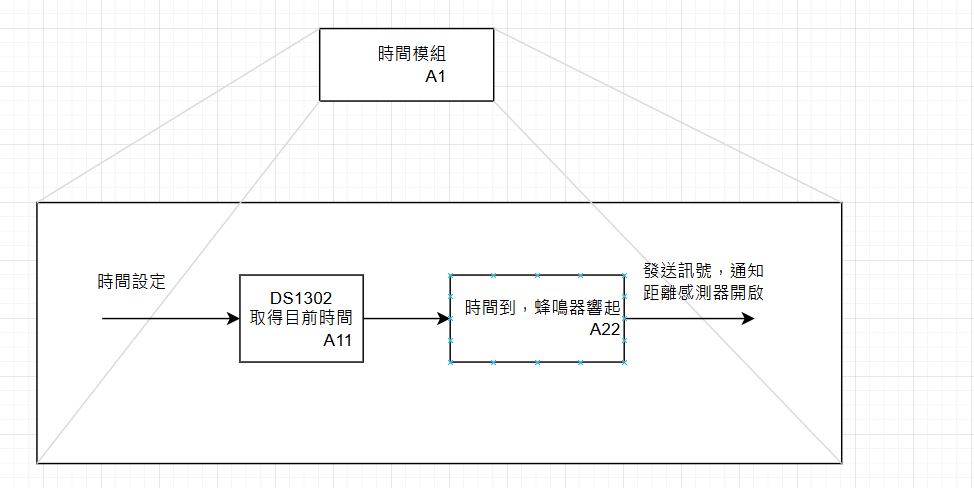 時間模組
A1
時間設定
DS1302
取得目前時間
A11
時間到，蜂鳴器響起
A22
發送訊號，通知
距離感測器開啟